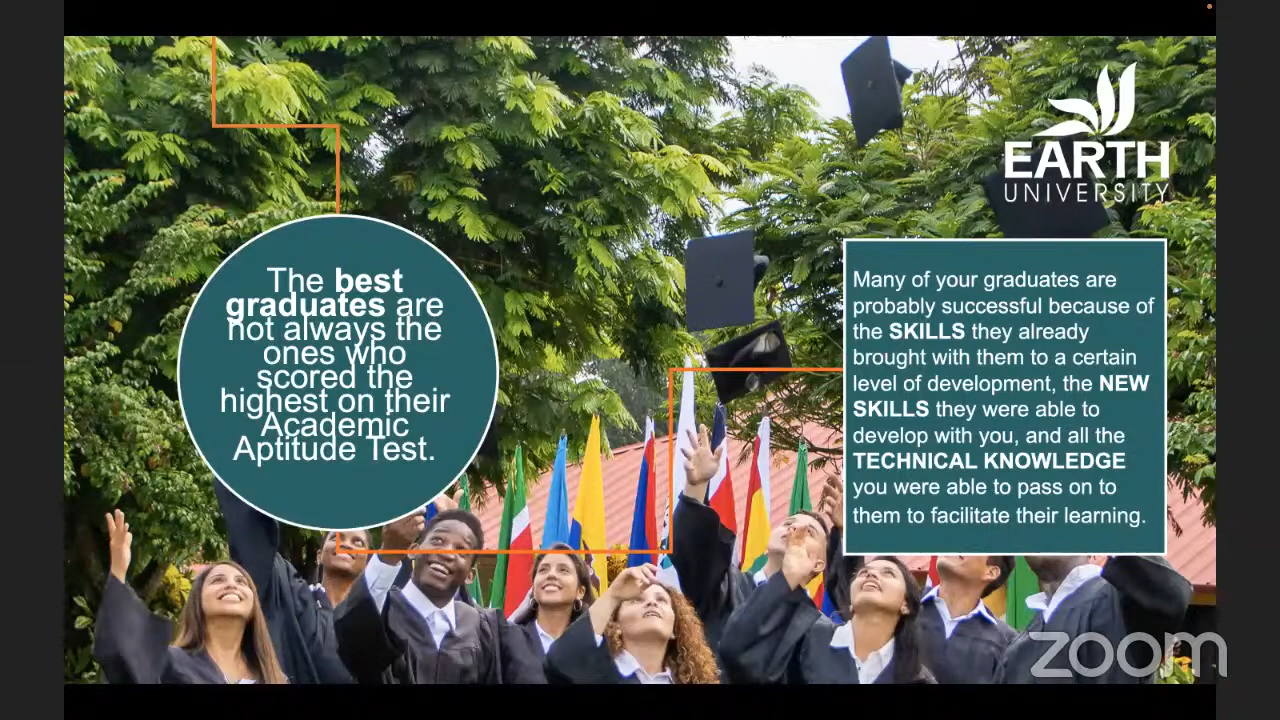 EARTH
UNIVERSITY
The best
graduates are
not always the
ones who
scored the
highest on their
Academic
Aptitude Test.
Many of your graduates are
probably successful because of
the SKILLS they already
brought with them to a certain
level of development, the NEW
SKILLS they were able to
develop with you, and all the
TECHNICAL KNOWLEDGE
you were able to pass on to
them to facilitate their learning.
zoom